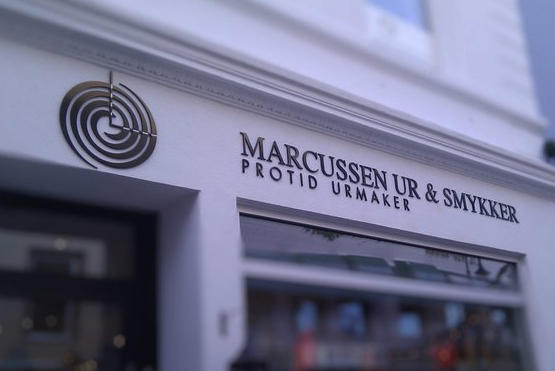 MARCUSSEN UR & SMYKKER
PROTID URMAKER